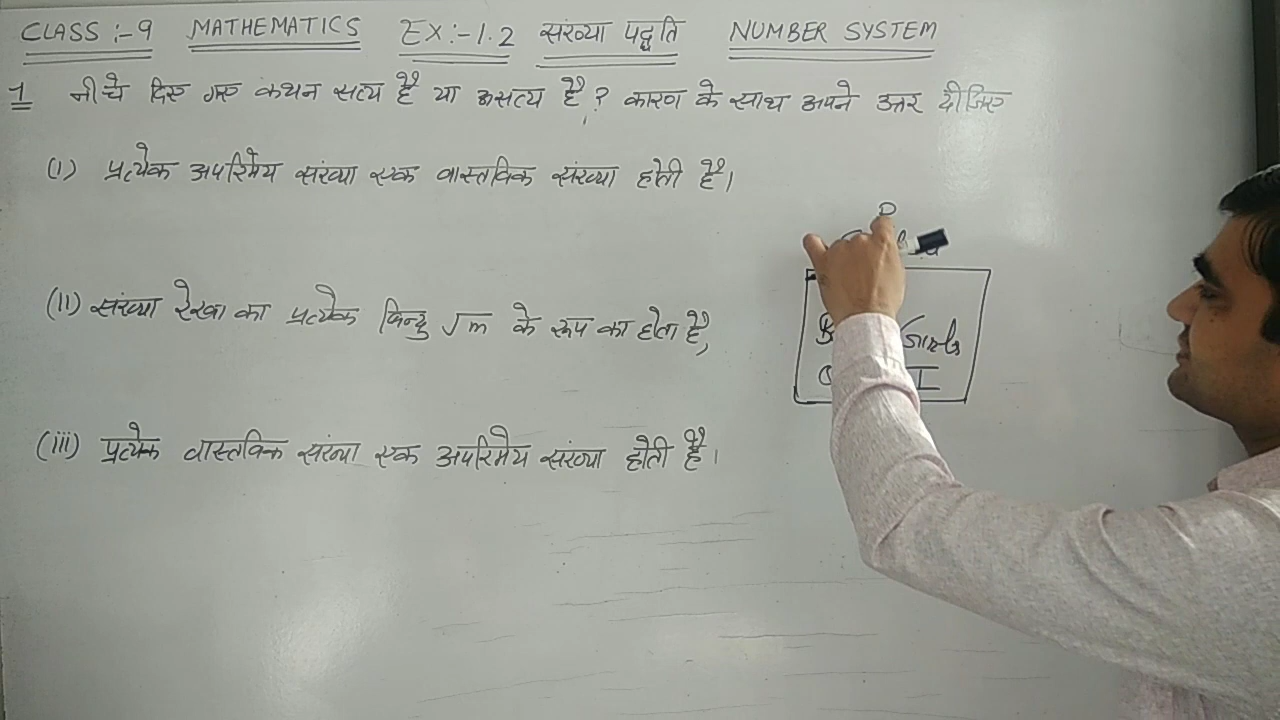 CLASS :- 9 MATHEMATICS EX:- 1.2 संख्या पद्धति NUMBER SYSTEM
1 नीचे दिए गए कथन सत्य हैं या असत्य हैं? कारण के साथ अपने उत्तर दीजिए
(i) प्रत्येक अपरिमेय संख्या एक वास्तविक संख्या होती है।
(ii) संख्या रेखा का प्रत्येक बिन्दु √m के रूप का होता है,
(iii) प्रत्येक वास्तविक संख्या एक अपरिमेय संख्या होती है।
Girls
I